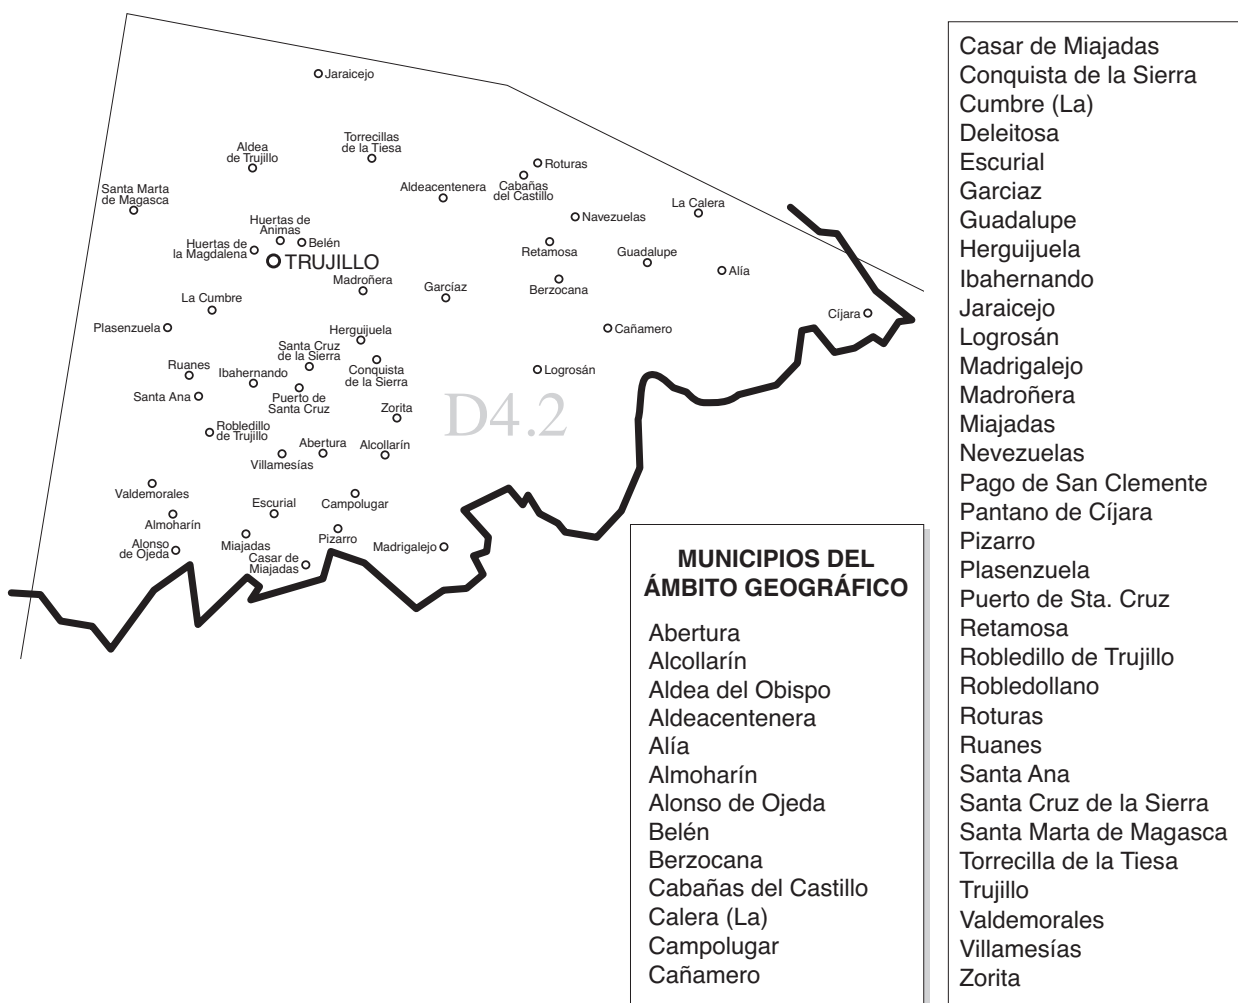 Jaraicejo
Torrecillas
de la Tiesa
Aldea
de Trujillo
Roturas
Cabañas
del Castillo
Aldeacentenera
Santa Marta
de Magasca
La Calera
Navezuelas
Huertas de
Animas
Belén
Huertas de
la Magdalena
TRUJILLO
Retamosa
Guadalupe
Alía
Madroñera
Garcíaz
Berzocana
La Cumbre
Cíjara
Plasenzuela
Cañamero
Herguijuela
Santa Cruz
de la Sierra
Conquista
de la Sierra
Ruanes
Ibahernando
Logrosán
Santa Ana
Puerto de
Santa Cruz
Zorita
D4.2
Robledillo
de Trujillo
Abertura
Alcollarín
Villamesías
Valdemorales
Escurial
Campolugar
Almoharín
Alonso
de Ojeda
Miajadas
Pizarro
Casar de
Miajadas
Madrigalejo
MUNICIPIOS DEL
ÁMBITO GEOGRÁFICO
Abertura
Alcollarín
Aldea del Obispo
Aldeacentenera
Alía
Almoharín
Alonso de Ojeda
Belén
Berzocana
Cabañas del Castillo
Calera (La)
Campolugar
Cañamero
Casar de Miajadas
Conquista de la Sierra
Cumbre (La)
Deleitosa
Escurial
Garciaz
Guadalupe
Herguijuela
Ibahernando
Jaraicejo
Logrosán
Madrigalejo
Madroñera
Miajadas
Nevezuelas
Pago de San Clemente
Pantano de Cíjara
Pizarro
Plasenzuela
Puerto de Sta. Cruz
Retamosa
Robledillo de Trujillo
Robledollano
Roturas
Ruanes
Santa Ana
Santa Cruz de la Sierra
Santa Marta de Magasca
Torrecilla de la Tiesa
Trujillo
Valdemorales
Villamesías
Zorita